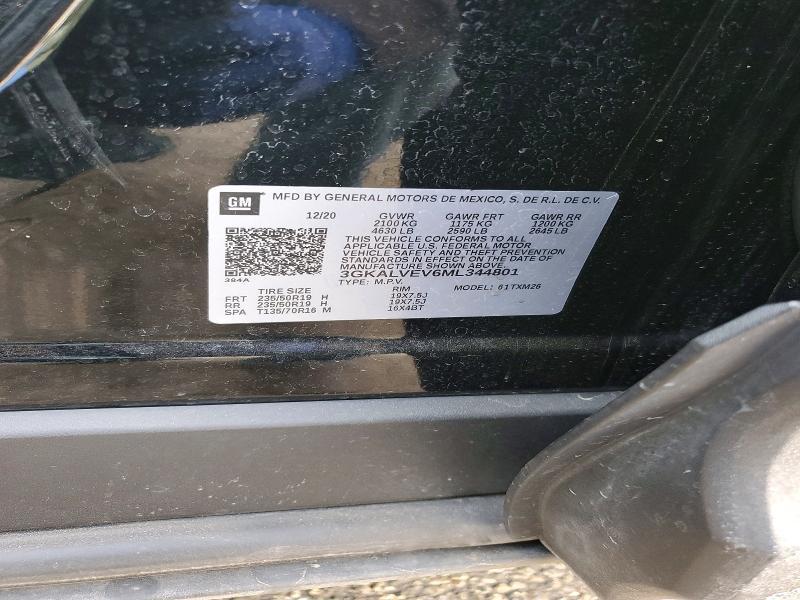 GM MFD BY GENERAL MOTORS DE MEXICO, S. DE R.L. DE C.V.
12/20 GVWR GAWR FRT GAWR RR
2100 KG 1175 KG 1200 KG
4630 LB 2590 LB 2645 LB
THIS VEHICLE CONFORMS TO ALL
APPLICABLE U.S. FEDERAL MOTOR
VEHICLE SAFETY AND THEFT PREVENTION
STANDARDS IN EFFECT ON THE DATE OF
MANUFACTURE SHOWN ABOVE.
384A 3GKALVEV6ML344801
TYPE: M.P.V. MODEL: 61TXM26
TIRE SIZE RIM
FRT 235/50R19 H 19X7.5J
RR 235/50R19 H 19X7.5J
SPA T135/70R16 M 16X4BT